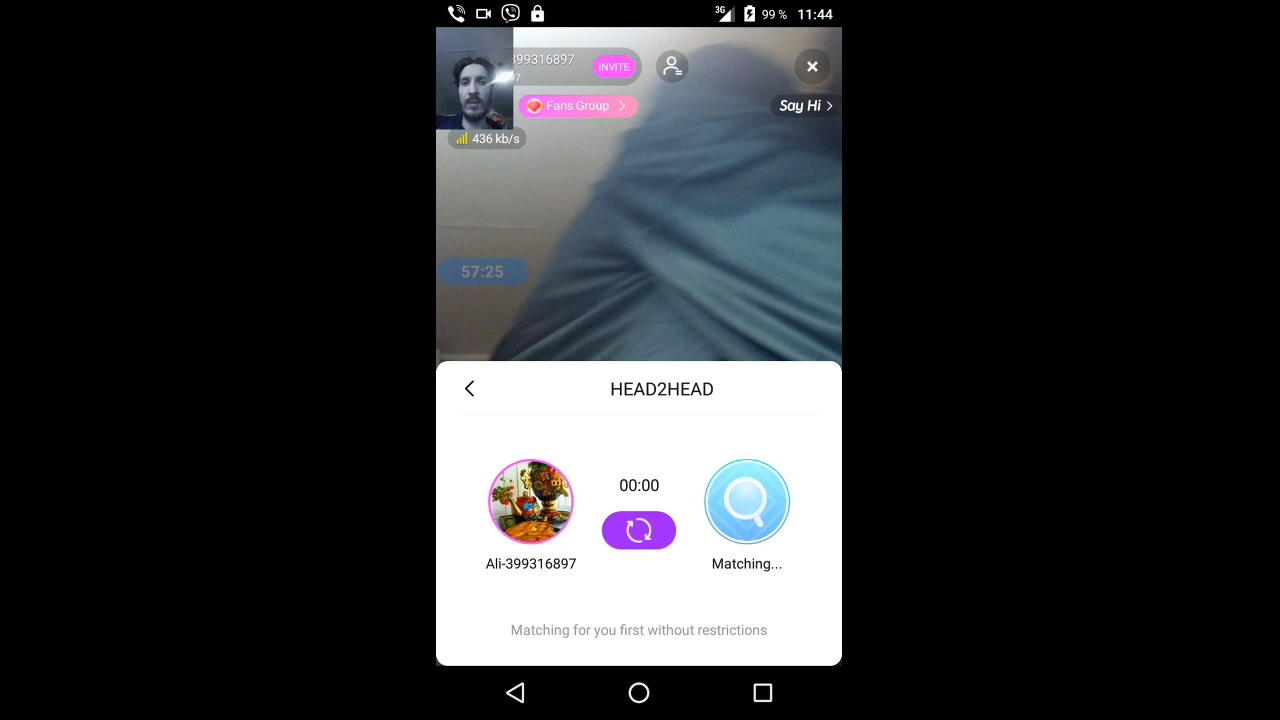 3G 99 % 11:44
399316897
INVITE
Fans Group
Say Hi
436 kb/s
57:25
HEAD2HEAD
00:00
Ali-399316897
Matching...
Matching for you first without restrictions